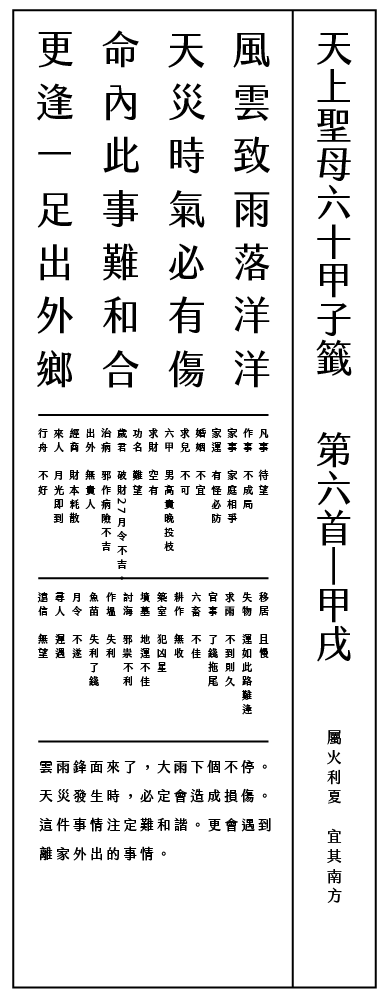 天上聖母六十甲子籤　第六首—甲戌
屬火利夏　宜其南方
風雲致雨落洋洋
天災時氣必有傷
命內此事難和合
更逢一足出外鄉
凡事　待望
作事　不成局
家事　家庭相爭
家運　有怪必防
婚姻　不宜
求兒　不可
六甲　男高貴晚投枝
求財　空有
功名　難望
歲君　破財27月令不吉。
治病　邪作病險不吉
出外　無貴人
經商　財本耗散
來人　月光即到
行舟　不好
移居　且慢
失物　運如此路難逢
求雨　不到則久
官事　了錢拖尾
六畜　不佳
耕作　無收
築室　犯凶星
墳墓　地運不佳
討海　邪祟不利
作塭　失利
魚苗　失利了錢
月令　不遂
尋人　遲遇
遠信　無望
雲雨鋒面來了，大雨下個不停。
天災發生時，必定會造成損傷。
這件事情注定難和諧。更會遇到
離家外出的事情。